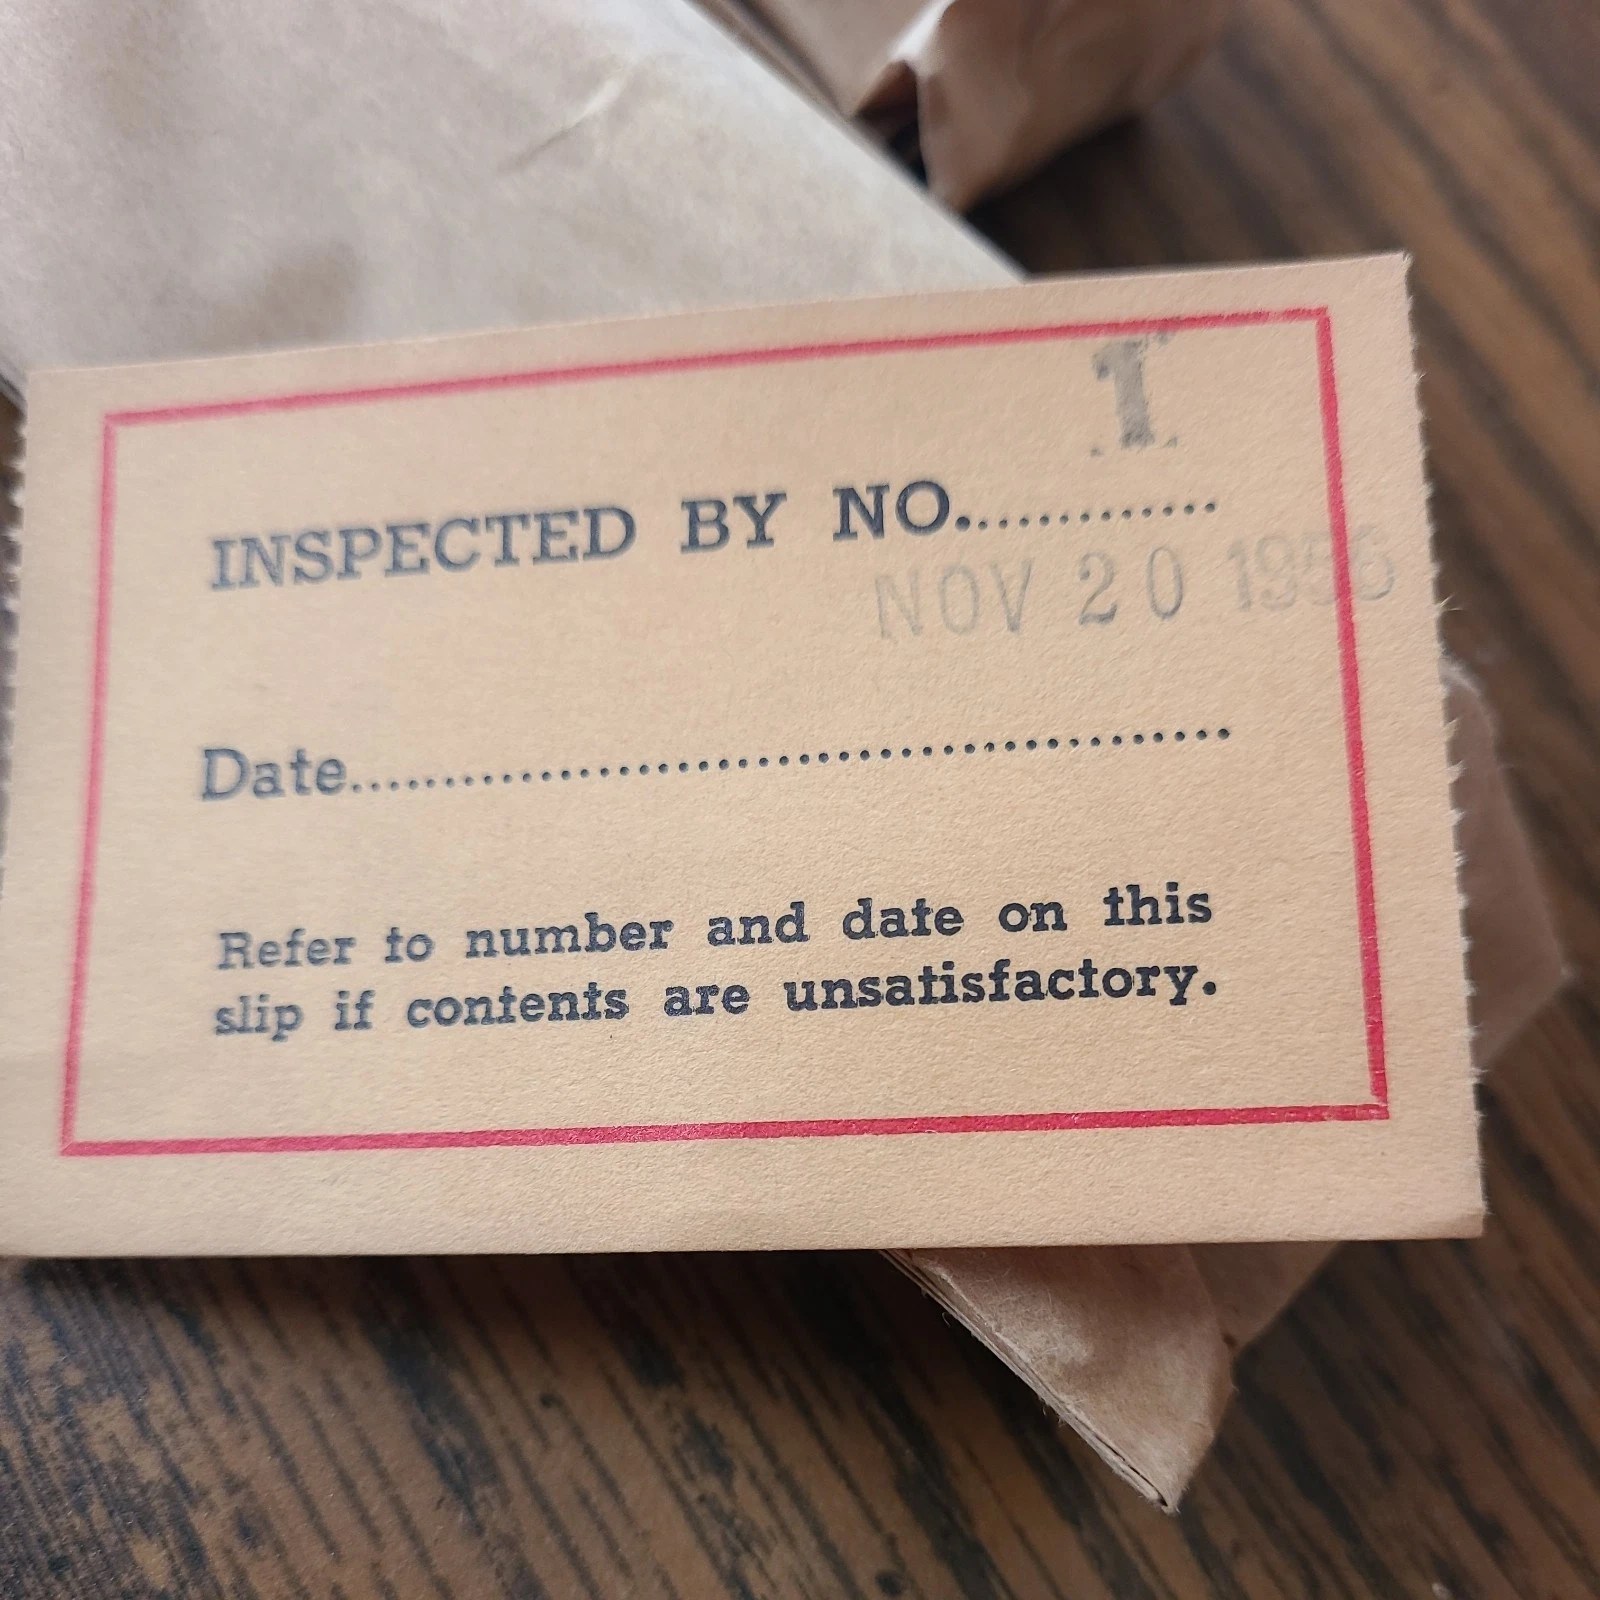 1
INSPECTED BY NO.............
NOV 20 1956
Date.............................................
Refer to number and date on this
slip if contents are unsatisfactory.